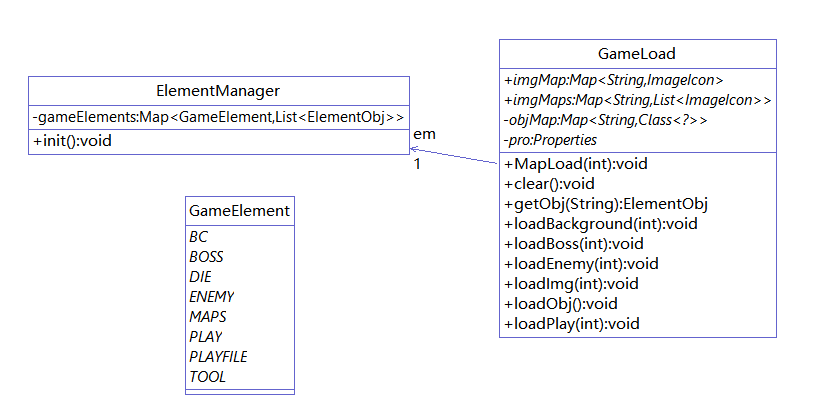 ElementManager
-gameElements:Map<GameElement,List<ElementObj>>
+init():void
em
1
GameLoad
+imgMap:Map<String,ImageIcon>
+imgMaps:Map<String,List<ImageIcon>>
-objMap:Map<String,Class<?>>
-pro:Properties
+MapLoad(int):void
+clear():void
+getObj(String):ElementObj
+loadBackground(int):void
+loadBoss(int):void
+loadEnemy(int):void
+loadImg(int):void
+loadObj():void
+loadPlay(int):void
GameElement
BC
BOSS
DIE
ENEMY
MAPS
PLAY
PLAYFILE
TOOL